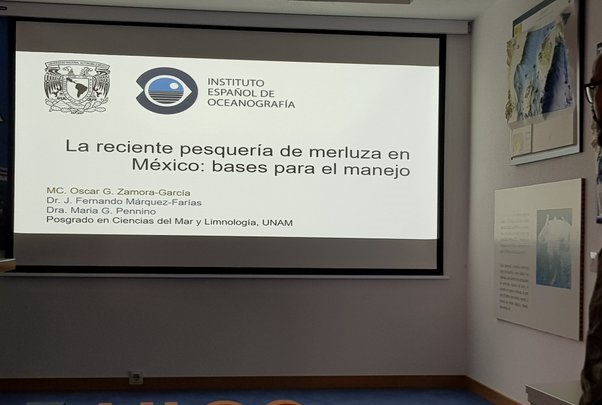 INSTITUTO
ESPAÑOL DE
OCEANOGRAFÍA
La reciente pesquería de merluza en
México: bases para el manejo
MC. Oscar G. Zamora-García
Dr. J. Fernando Márquez-Farías
Dra. Maria G. Pennino
Posgrado en Ciencias del Mar y Limnología, UNAM